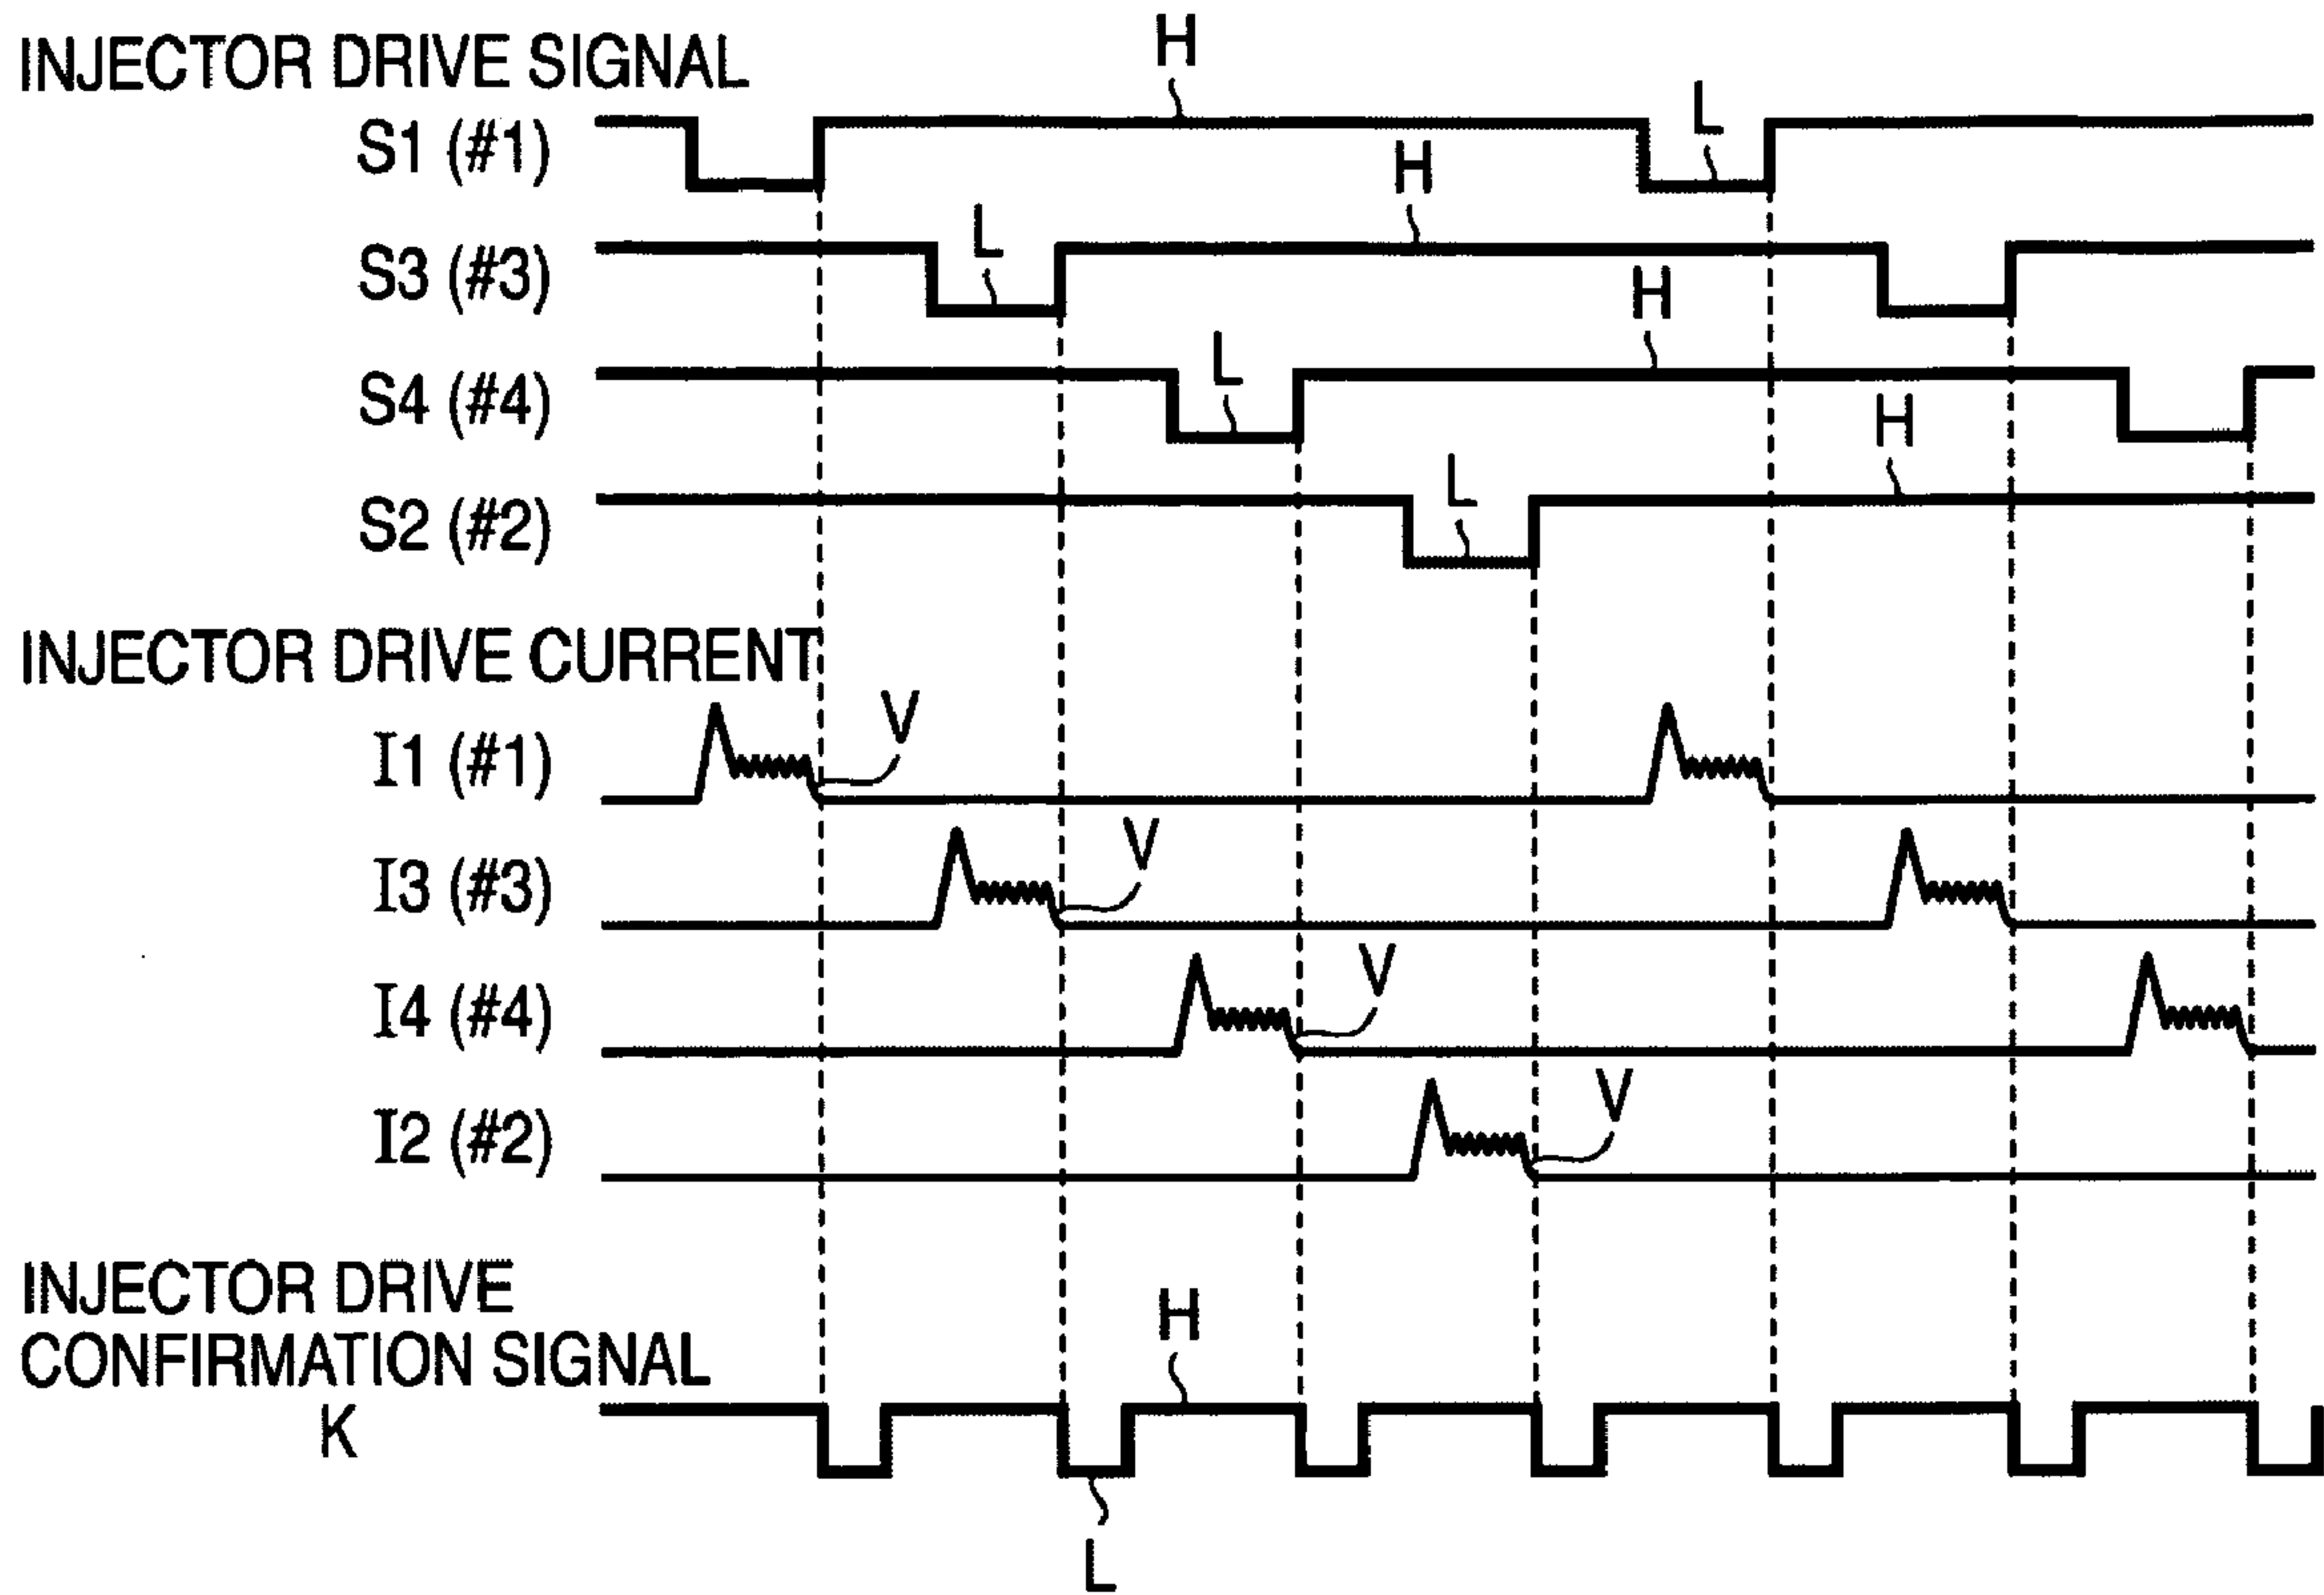 INJECTOR DRIVE SIGNAL
H
L
S1 (#1)
H
L
S3 (#3)
H
L
S4 (#4)
H
L
S2 (#2)
INJECTOR DRIVE CURRENT
V
I1 (#1)
V
I3 (#3)
V
I4 (#4)
V
I2 (#2)
INJECTOR DRIVE
CONFIRMATION SIGNAL
H
K
L